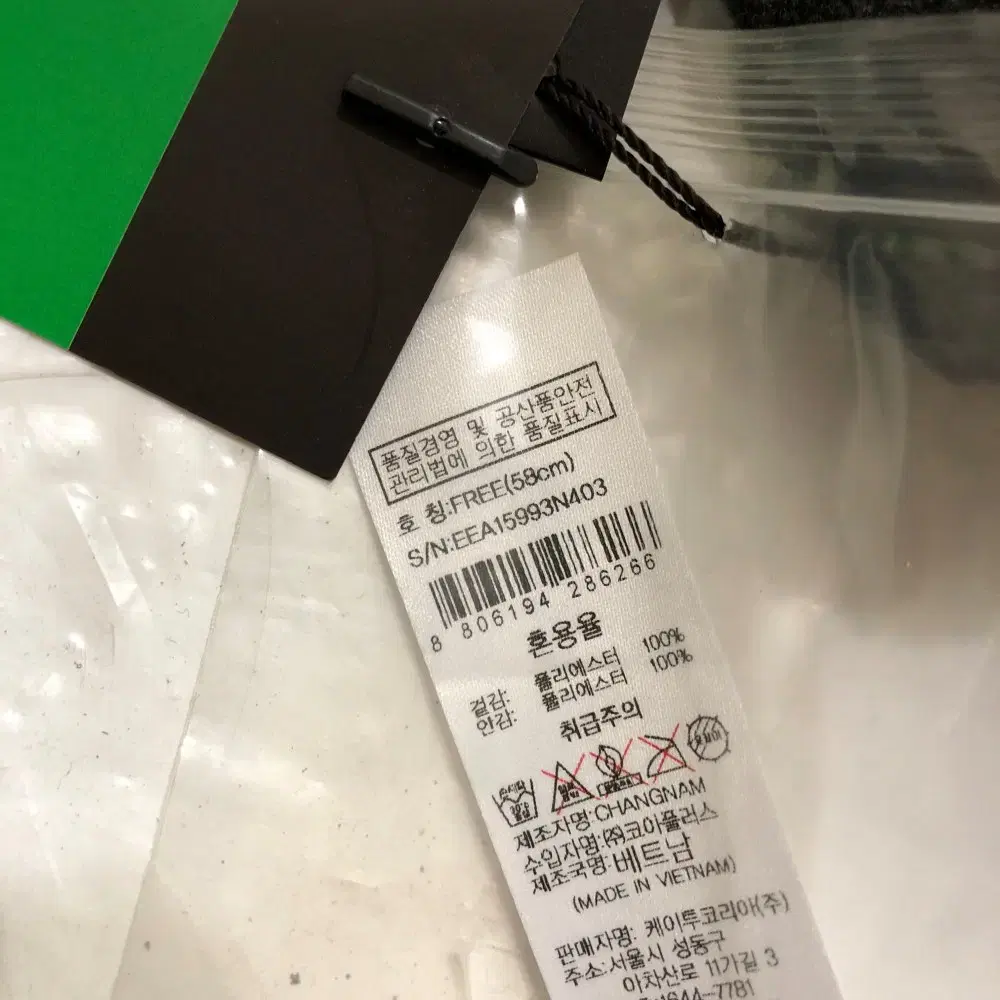 품질경영 및 공산품안전
관리법에 의한 품질표시
호 칭:FREE(58cm)
S/N:EEA15993N403
8 806194 286266
혼용율
겉감: 폴리에스터 100%
안감: 폴리에스터 100%
취급주의
제조자명:CHANGNAM
수입자명:(주)코아플러스
제조국명:베트남
(MADE IN VIETNAM)
판매자명: 케이투코리아(주)
주소:서울시 성동구
아차산로 11가길 3
1644-7781